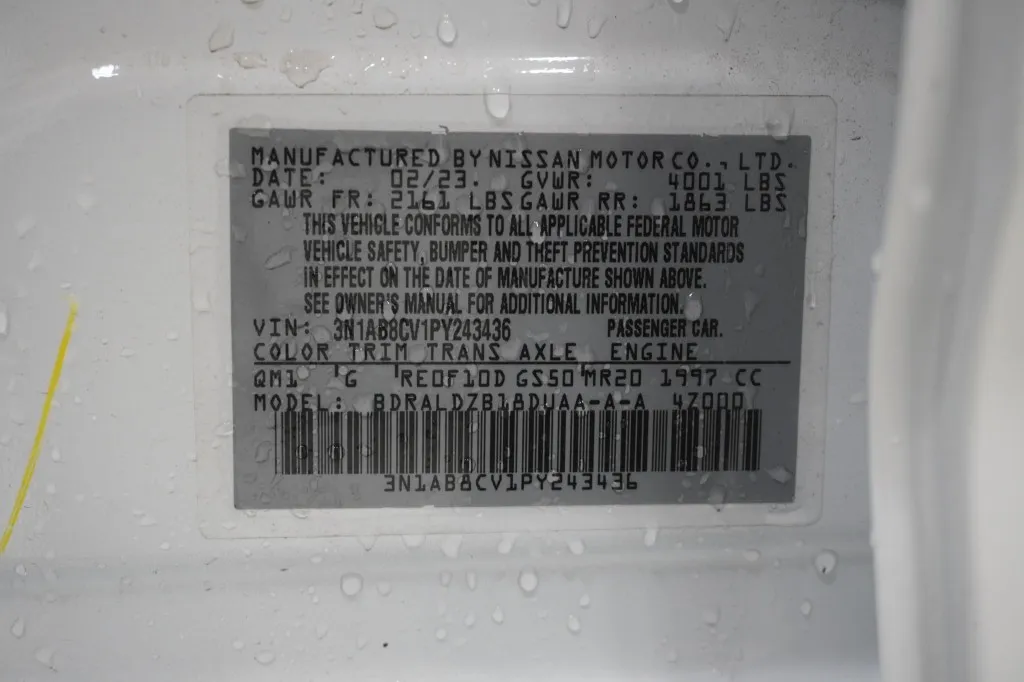 MANUFACTURED BY NISSAN MOTOR CO., LTD.
DATE: 02/23. GVWR: 4001 LBS
GAWR FR: 2161 LBS GAWR RR: 1863 LBS
THIS VEHICLE CONFORMS TO ALL APPLICABLE FEDERAL MOTOR
VEHICLE SAFETY, BUMPER AND THEFT PREVENTION STANDARDS
IN EFFECT ON THE DATE OF MANUFACTURE SHOWN ABOVE.
SEE OWNER'S MANUAL FOR ADDITIONAL INFORMATION.
VIN: 3N1AB8CV1PY243436 PASSENGER CAR.
COLOR TRIM TRANS AXLE ENGINE
QM1 G RE0F10D GS50 MR20 1997 CC
MODEL: BDRALDZB18DUAA-A-A 4Z000
3N1AB8CV1PY243436